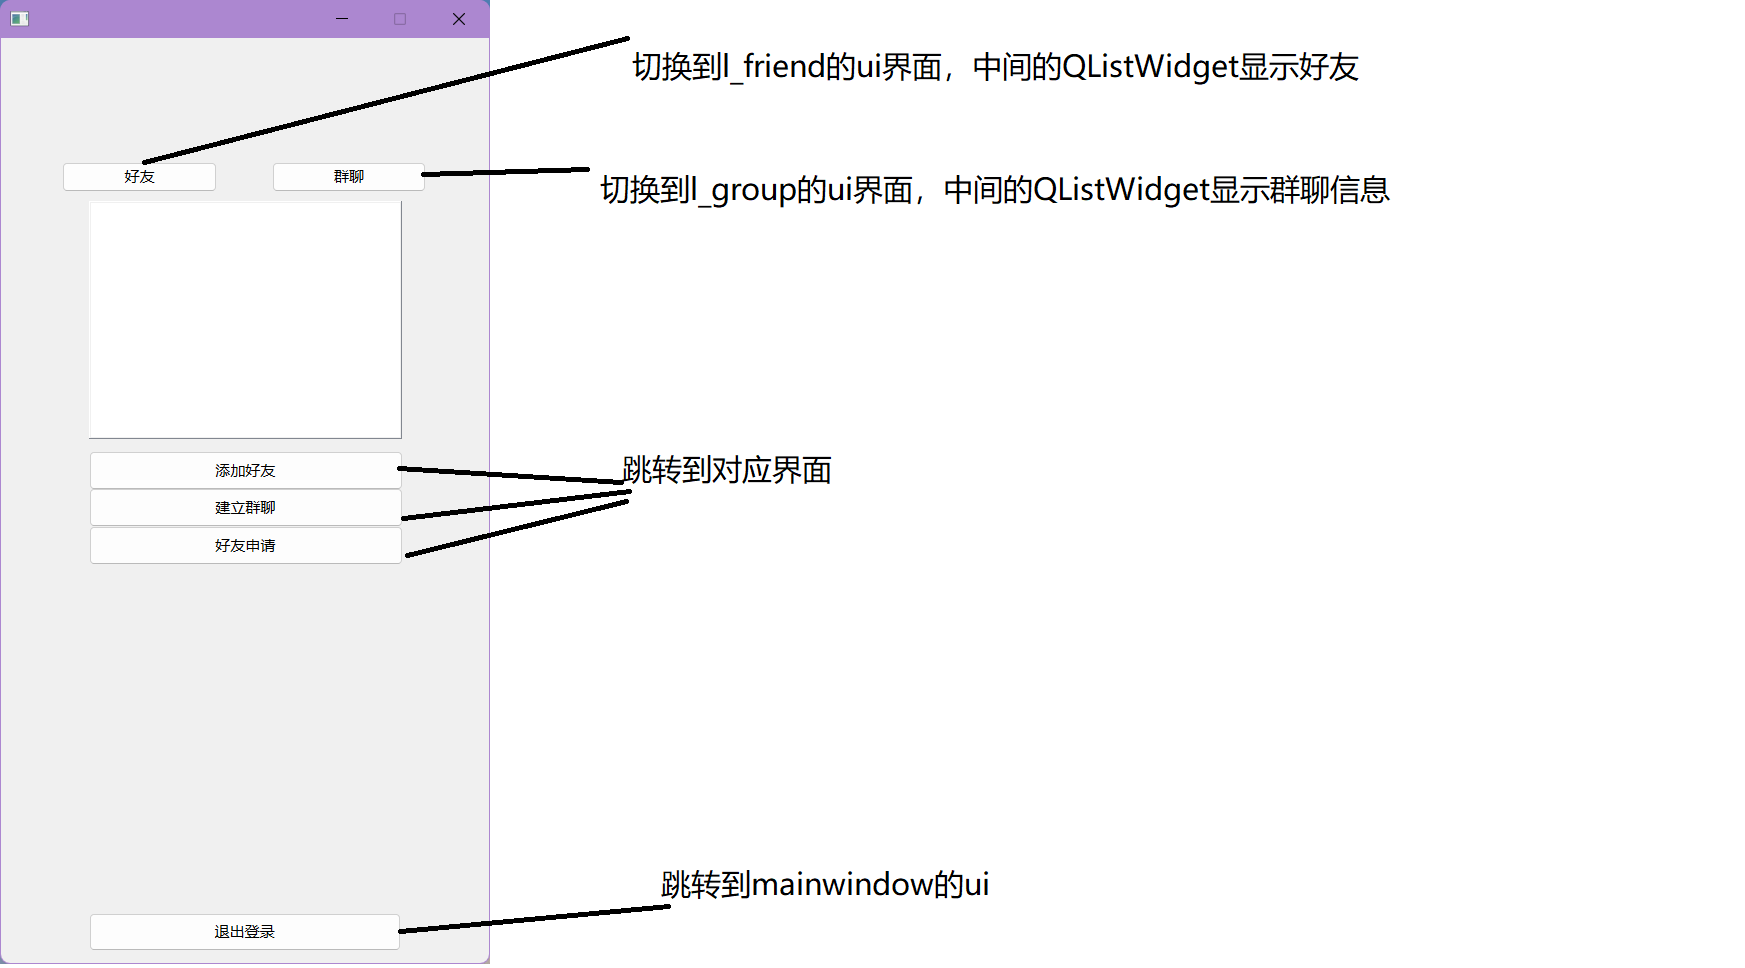 切换到l_friend的ui界面，中间的QListWidget显示好友
好友
群聊
切换到l_group的ui界面，中间的QListWidget显示群聊信息
添加好友
跳转到对应界面
建立群聊
好友申请
跳转到mainwindow的ui
退出登录